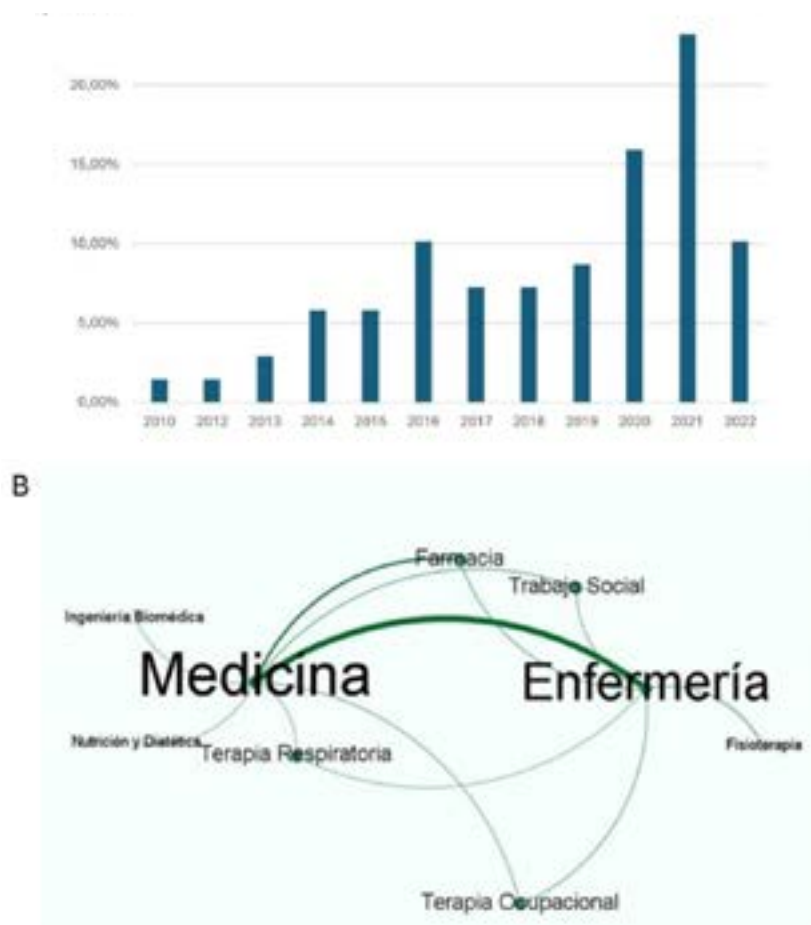 20,00%
15,00%
10,00%
5,00%
0,00%
2010 2012 2013 2014 2015 2016 2017 2018 2019 2020 2021 2022
B
Farmacia
Trabajo Social
Ingeniería Biomédica
Medicina
Enfermería
Nutrición y Dietética
Terapia Respiratoria
Fisioterapia
Terapia Ocupacional